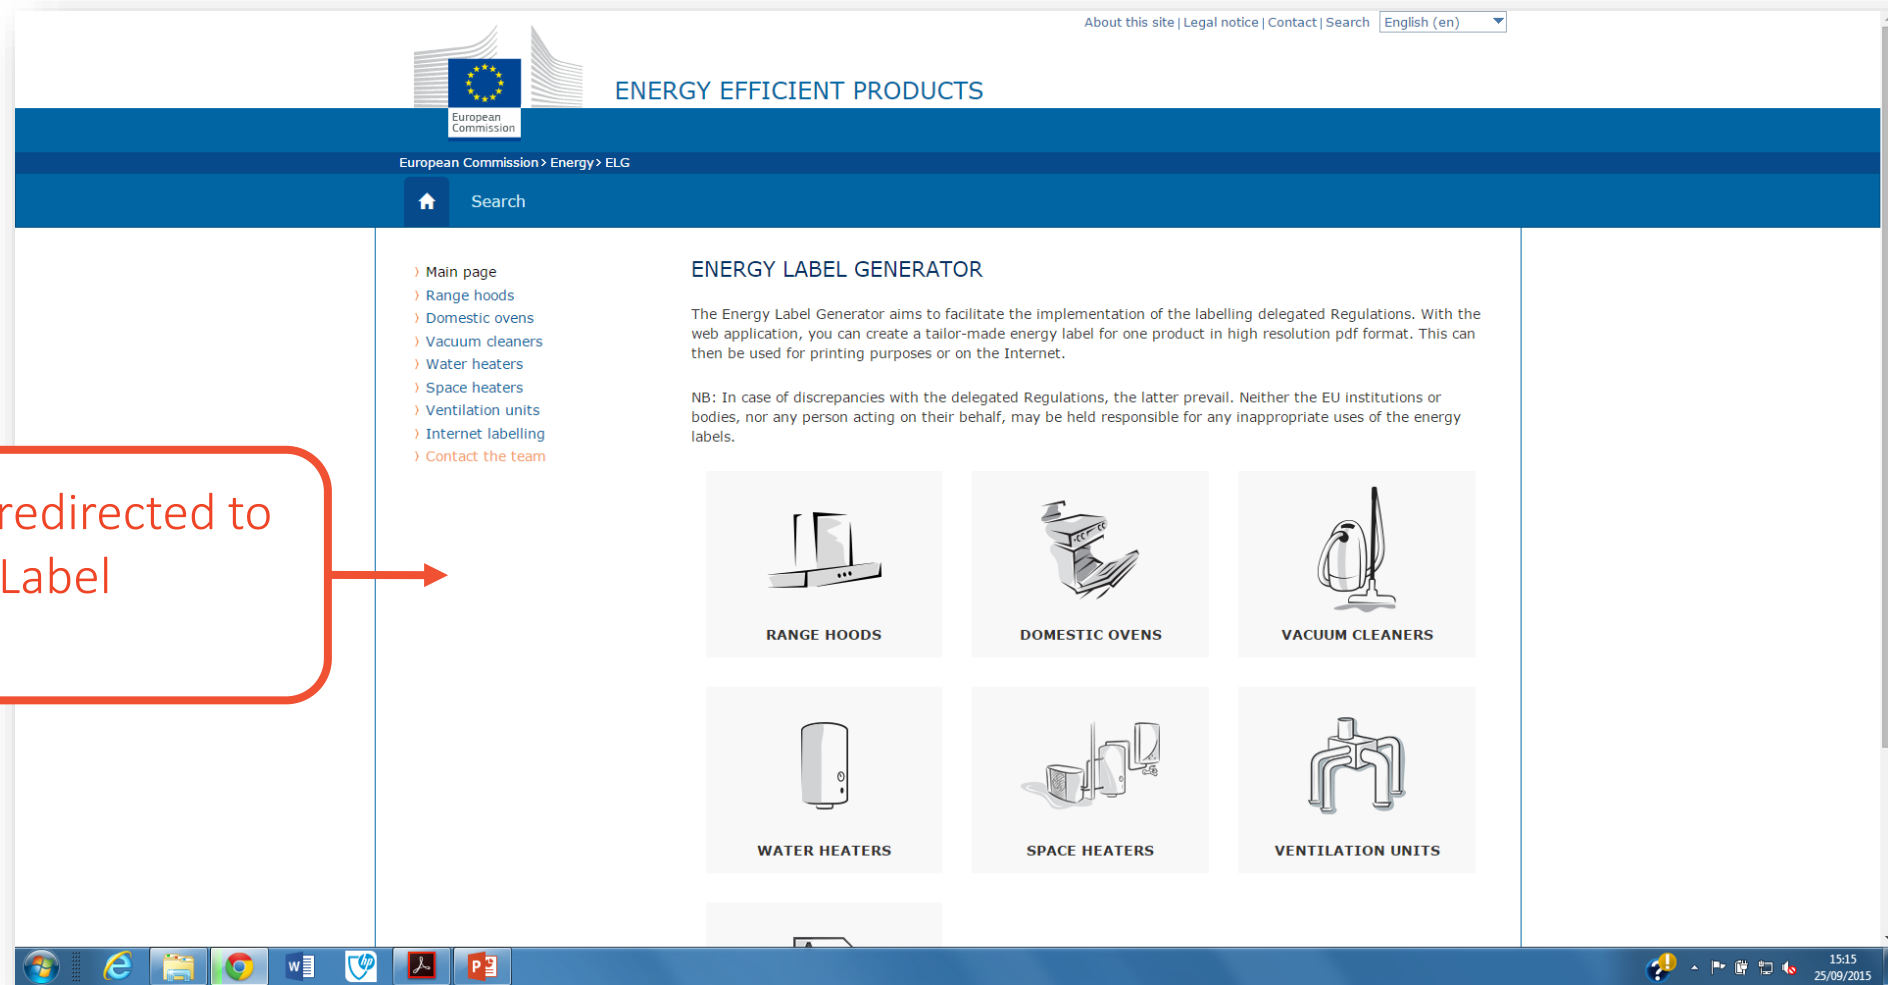 About this site | Legal notice | Contact | Search English (en)
European
Commission
ENERGY EFFICIENT PRODUCTS
European Commission > Energy > ELG
Search
Main page
Range hoods
Domestic ovens
Vacuum cleaners
Water heaters
Space heaters
Ventilation units
Internet labelling
Contact the team
redirected to
Label
ENERGY LABEL GENERATOR
The Energy Label Generator aims to facilitate the implementation of the labelling delegated Regulations. With the
web application, you can create a tailor-made energy label for one product in high resolution pdf format. This can
then be used for printing purposes or on the Internet.
NB: In case of discrepancies with the delegated Regulations, the latter prevail. Neither the EU institutions or
bodies, nor any person acting on their behalf, may be held responsible for any inappropriate uses of the energy
labels.
RANGE HOODS
DOMESTIC OVENS
VACUUM CLEANERS
WATER HEATERS
SPACE HEATERS
VENTILATION UNITS
15:15
25/09/2015